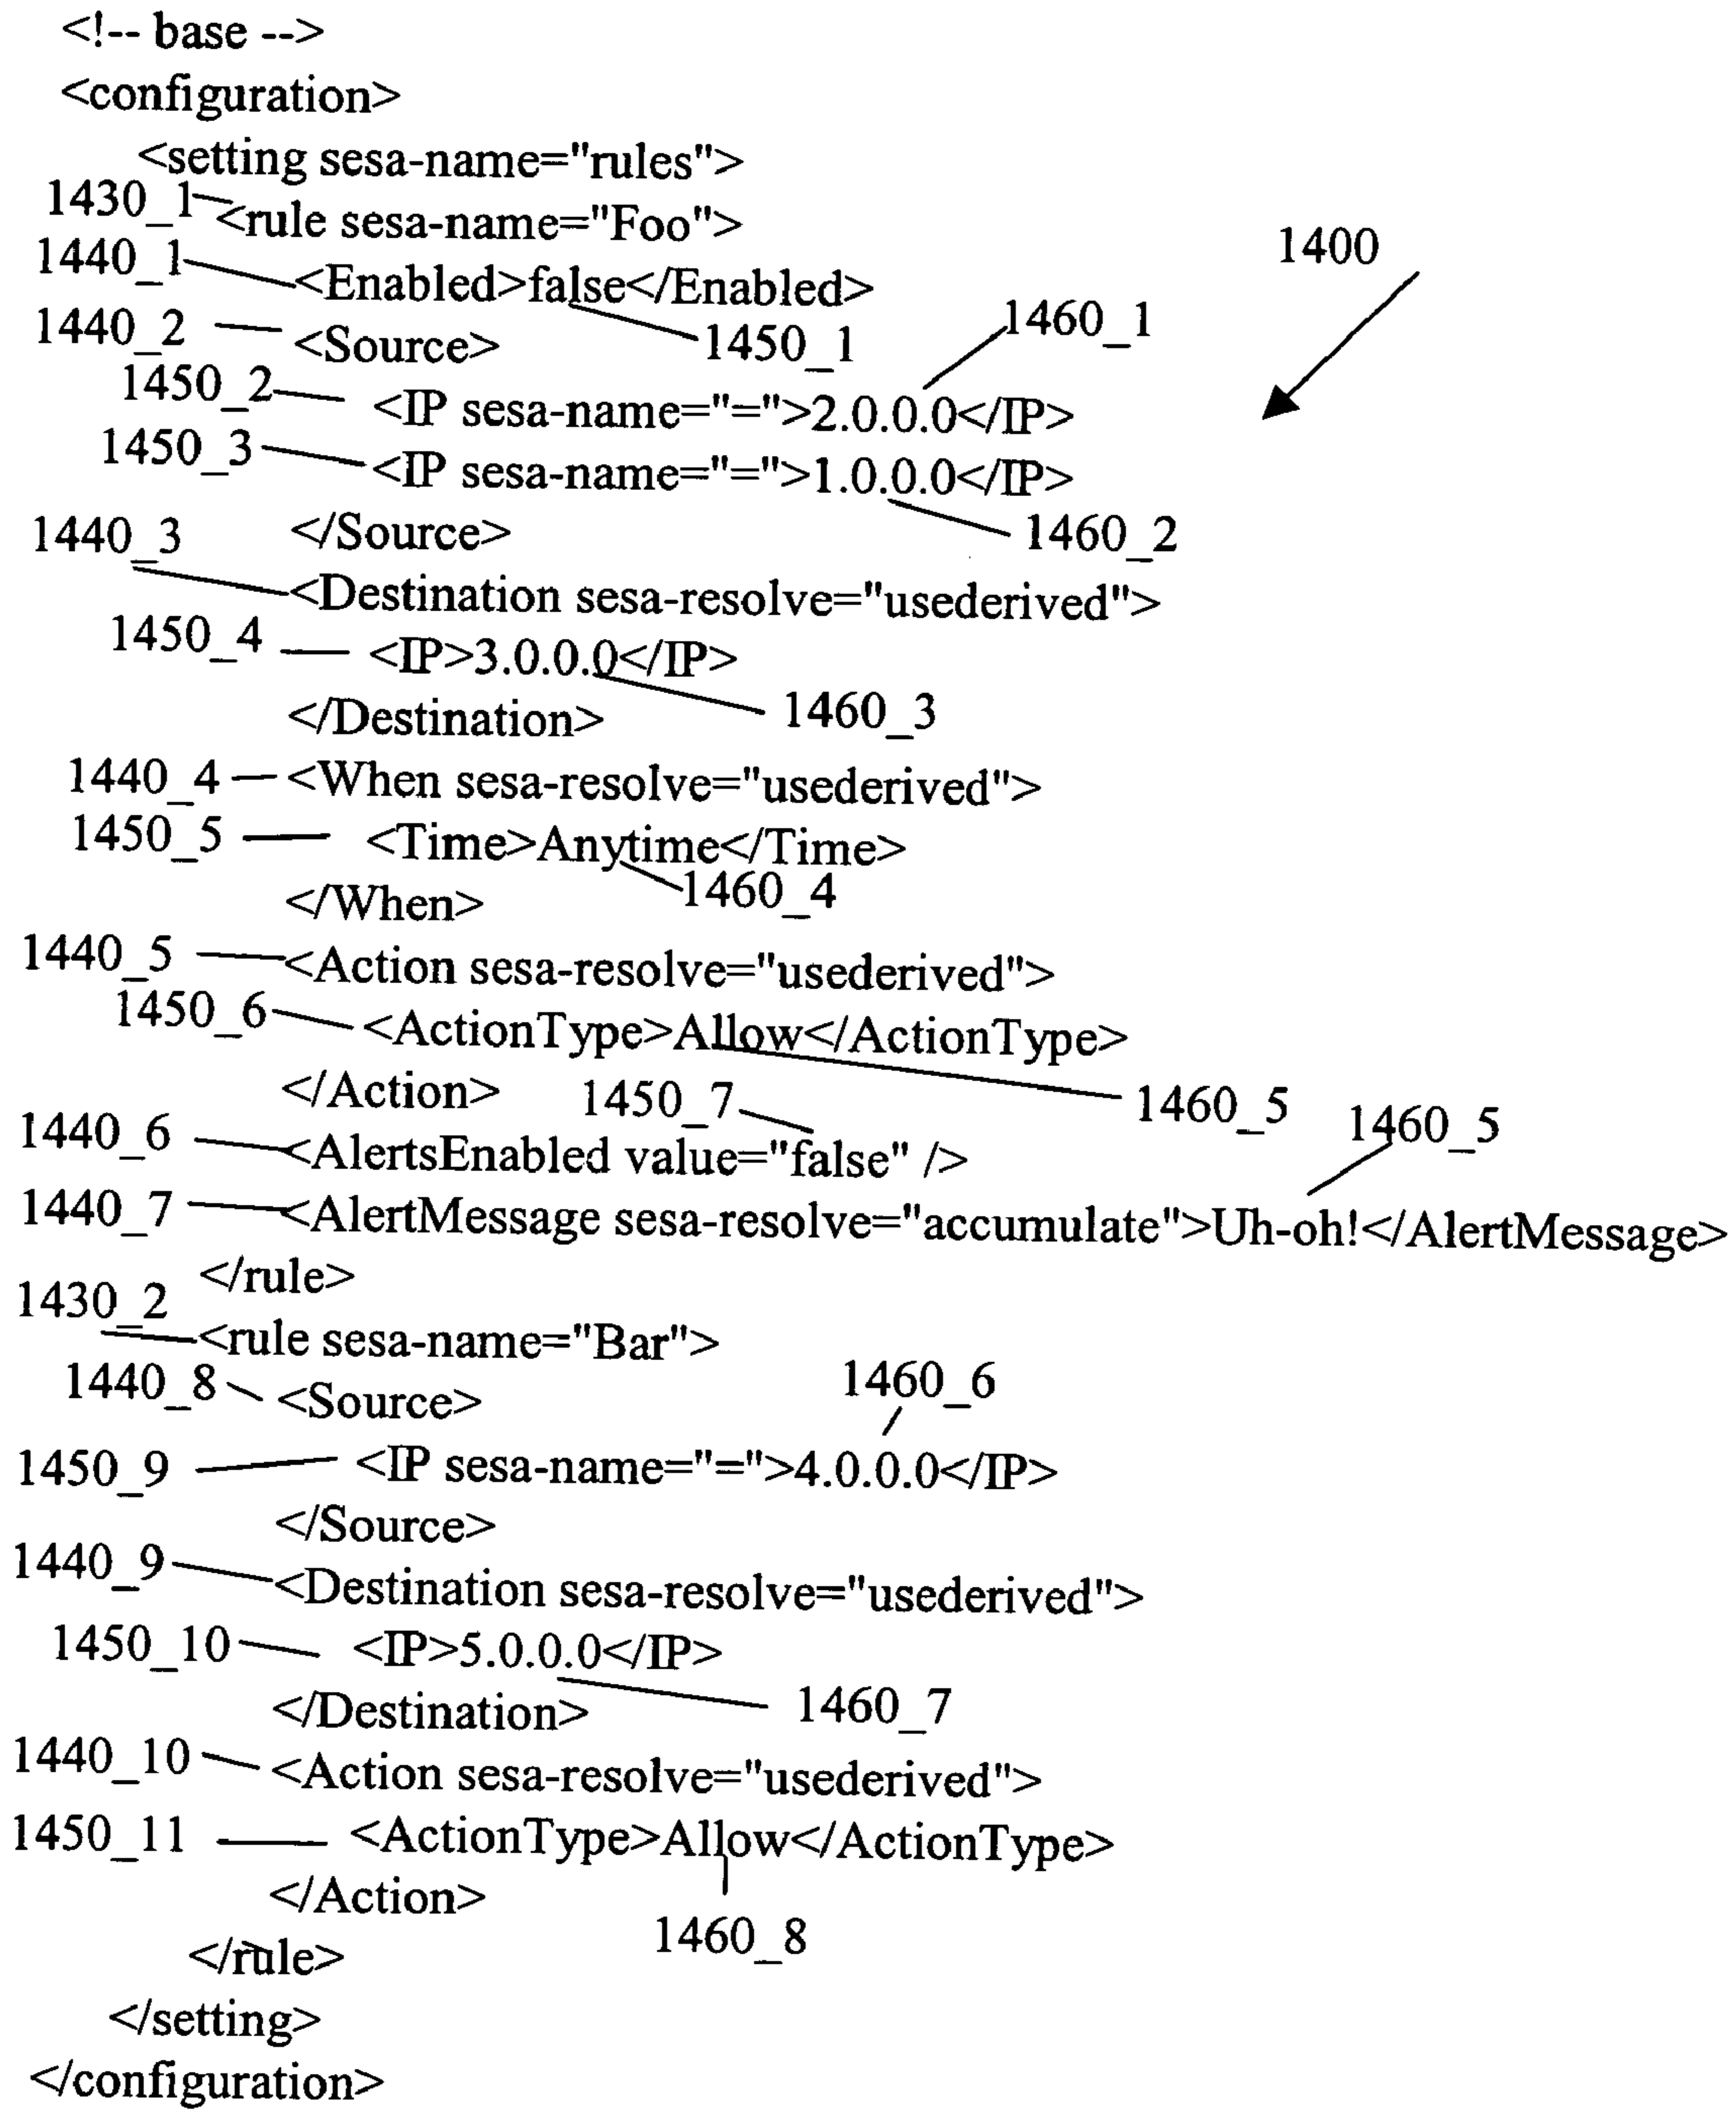 <!-- base -->
<configuration>
<setting sesa-name="rules">
1430_1 <rule sesa-name="Foo">
1400
1440_1 <Enabled>false</Enabled>
1460_1
1440_2 <Source> 1450_1
1450_2 <IP sesa-name="=">2.0.0.0</IP>
1450_3 <IP sesa-name="=">1.0.0.0</IP>
1440_3 </Source> 1460_2
<Destination sesa-resolve="usederived">
1450_4 <IP>3.0.0.0</IP>
</Destination> 1460_3
1440_4 <When sesa-resolve="usederived">
1450_5 <Time>Anytime</Time>
</When> 1460_4
1440_5 <Action sesa-resolve="usederived">
1450_6 <ActionType>Allow</ActionType>
</Action> 1450_7 1460_5 1460_5
1440_6 <AlertsEnabled value="false" />
1440_7 <AlertMessage sesa-resolve="accumulate">Uh-oh!</AlertMessage>
</rule>
1430_2 <rule sesa-name="Bar">
1440_8 <Source> 1460_6
1450_9 <IP sesa-name="=">4.0.0.0</IP>
</Source>
1440_9 <Destination sesa-resolve="usederived">
1450_10 <IP>5.0.0.0</IP>
</Destination> 1460_7
1440_10 <Action sesa-resolve="usederived">
1450_11 <ActionType>Allow</ActionType>
</Action>
1460_8
</rule>
</setting>
</configuration>